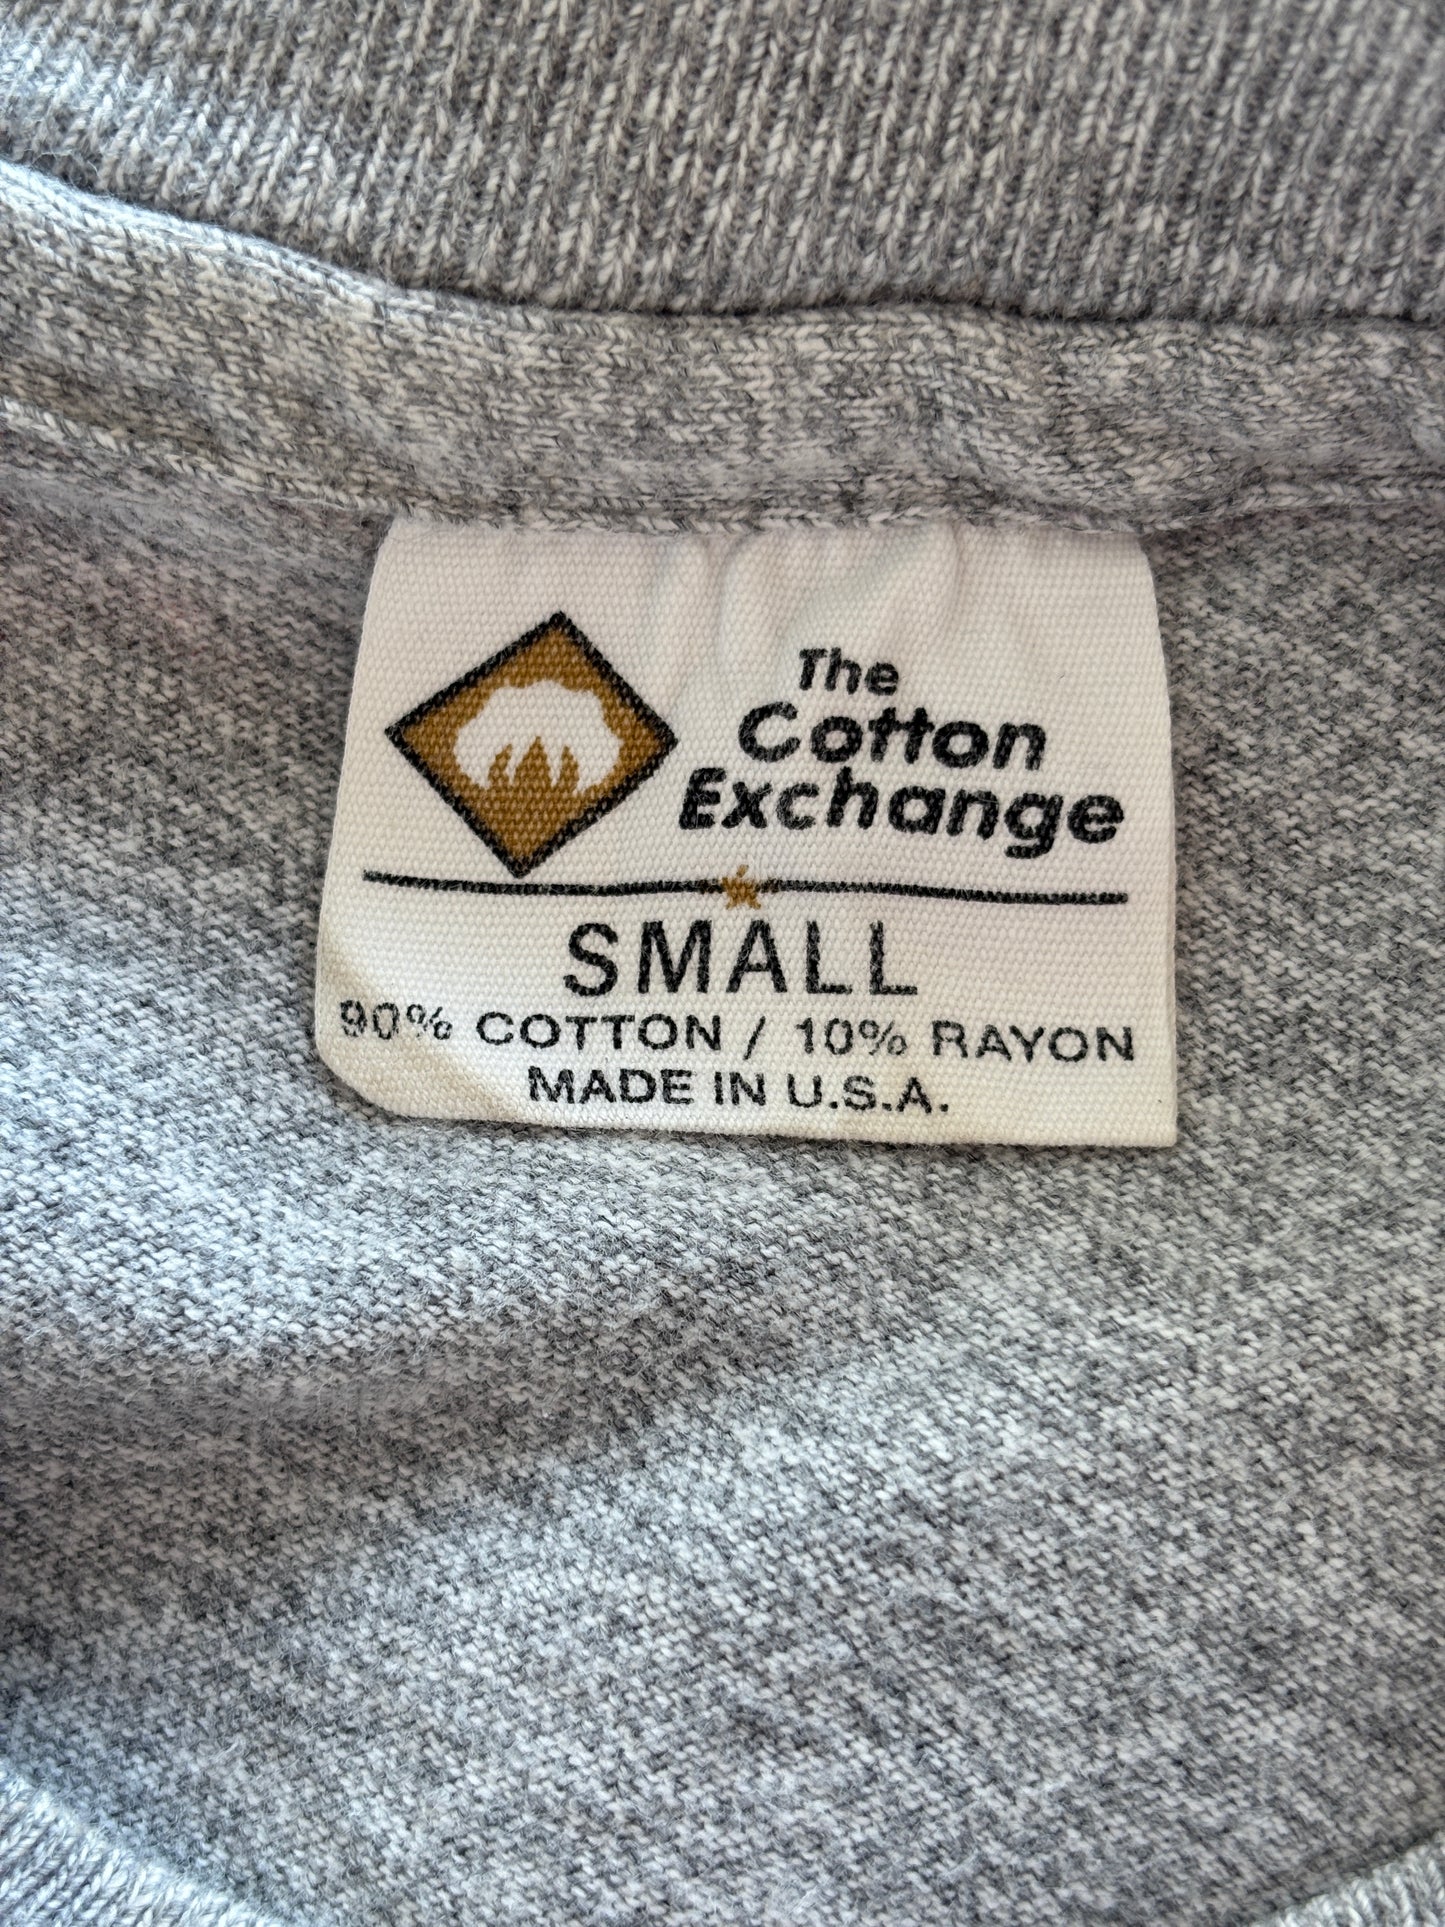 The
Cotton
Exchange
SMALL
90% COTTON / 10% RAYON
MADE IN U.S.A.